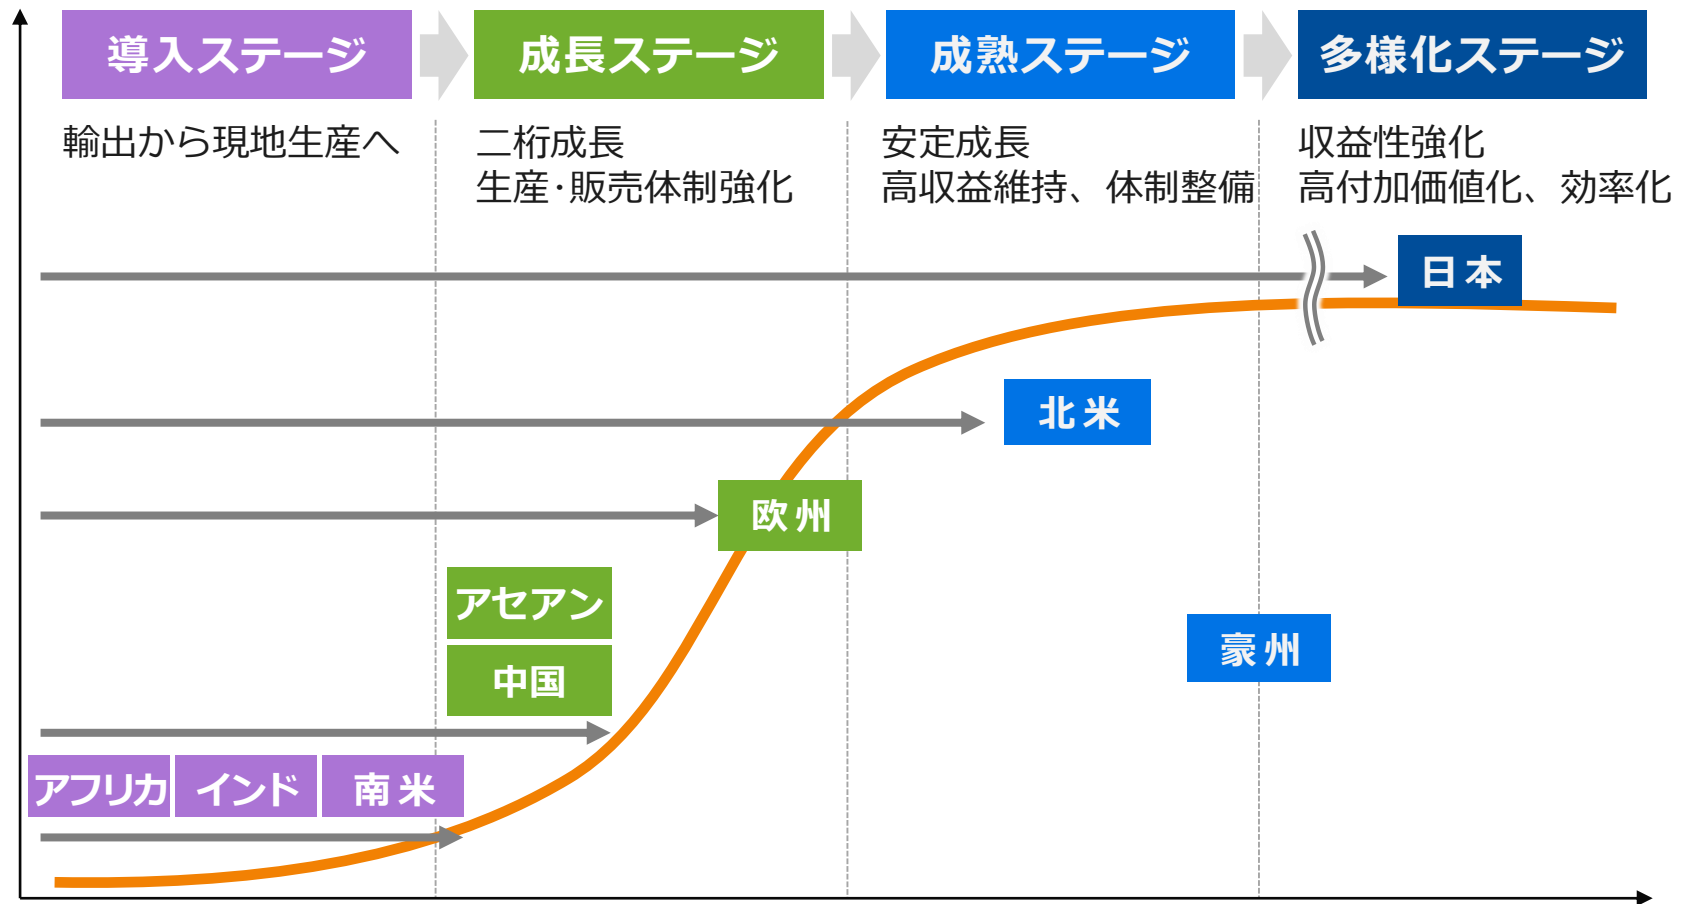 導入ステージ
成長ステージ
成熟ステージ
多様化ステージ
輸出から現地生産へ
二桁成長
生産･販売体制強化
安定成長
高収益維持、体制整備
収益性強化
高付加価値化、効率化
日本
北米
欧州
アセアン
中国
豪州
アフリカ
インド
南米